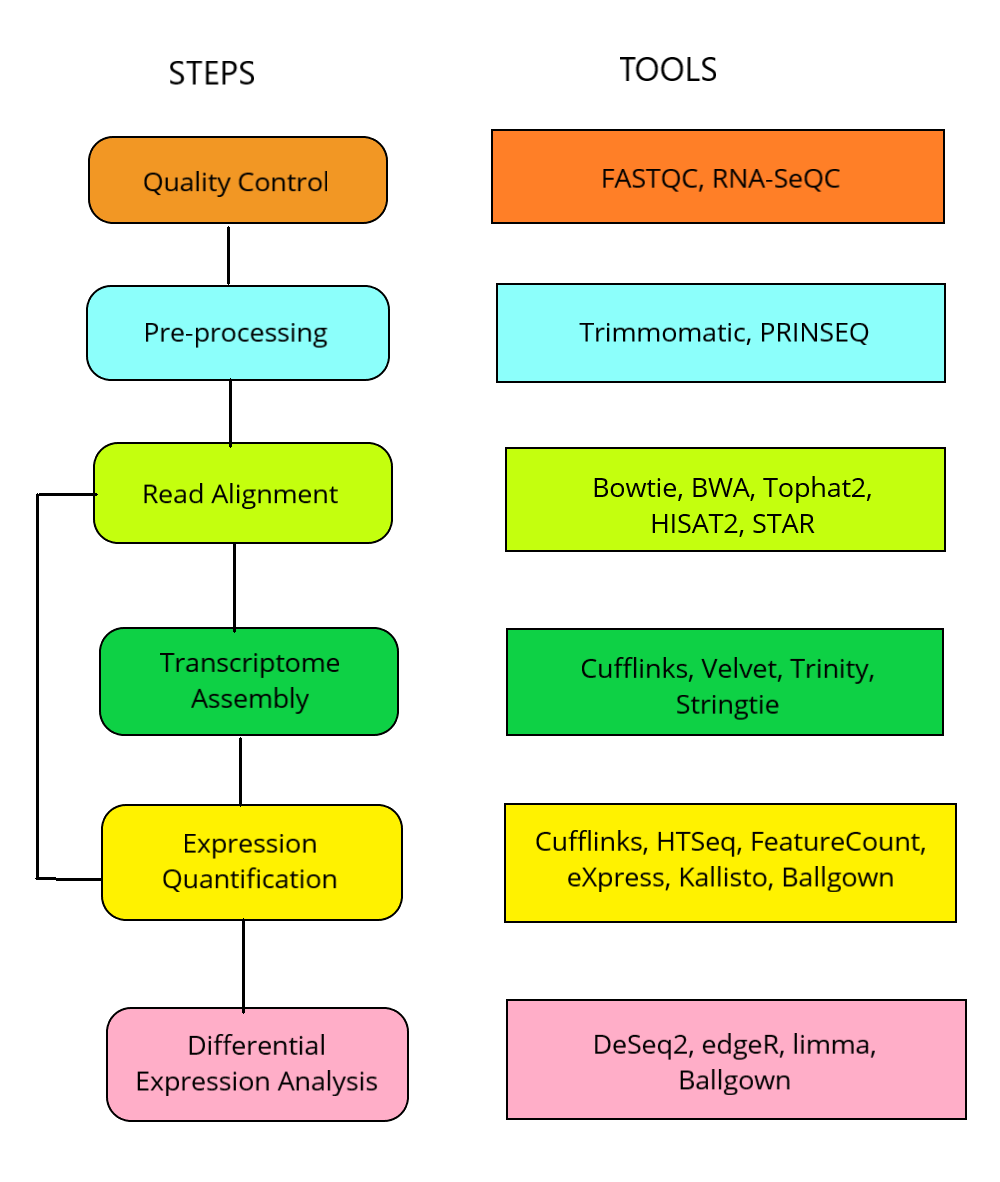 STEPS
TOOLS
Quality Control
FASTQC, RNA-SeQC
Pre-processing
Trimmomatic, PRINSEQ
Read Alignment
Bowtie, BWA, Tophat2,
HISAT2, STAR
Transcriptome
Assembly
Cufflinks, Velvet, Trinity,
Stringtie
Expression
Quantification
Cufflinks, HTSeq, FeatureCount,
eXpress, Kallisto, Ballgown
Differential
Expression Analysis
DeSeq2, edgeR, limma,
Ballgown